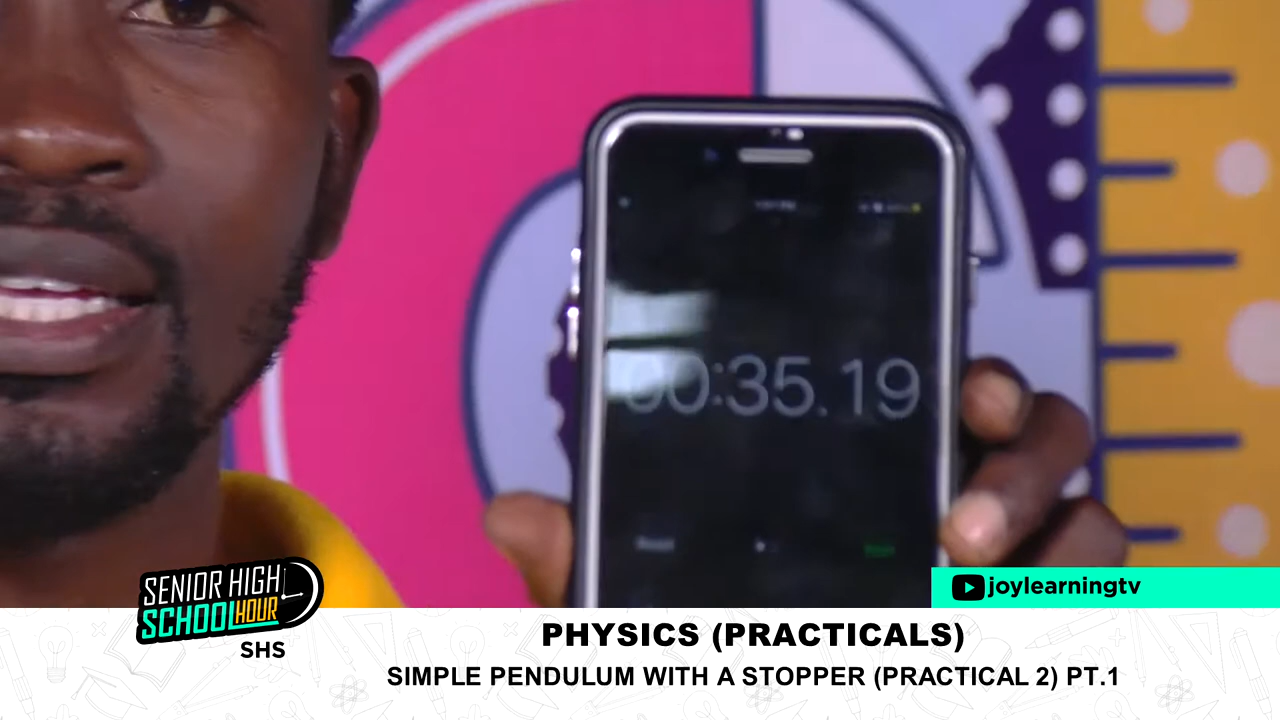 00:35.19
joylearningtv
SENIOR HIGH
SCHOOL HOUR
SHS
PHYSICS (PRACTICALS)
SIMPLE PENDULUM WITH A STOPPER (PRACTICAL 2) PT.1